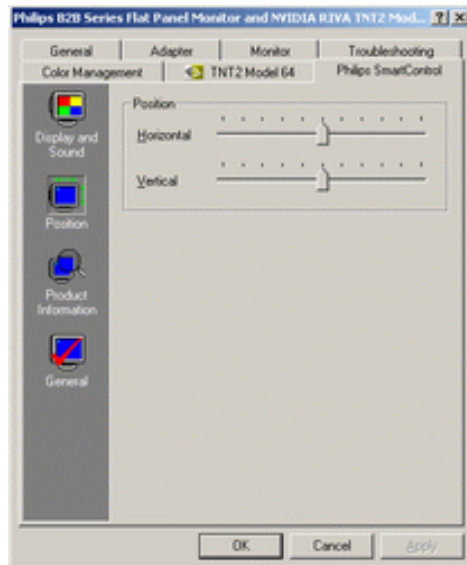 Philips B2B Series Flat Panel Monitor and NVIDIA RIVA TNT2 Mod... ? X
General Adapter Monitor Troubleshooting
Color Management TNT2 Model 64 Philips SmartControl
Display and
Sound
Position
Product
Information
General
Position
Horizontal
Vertical
OK Cancel Apply